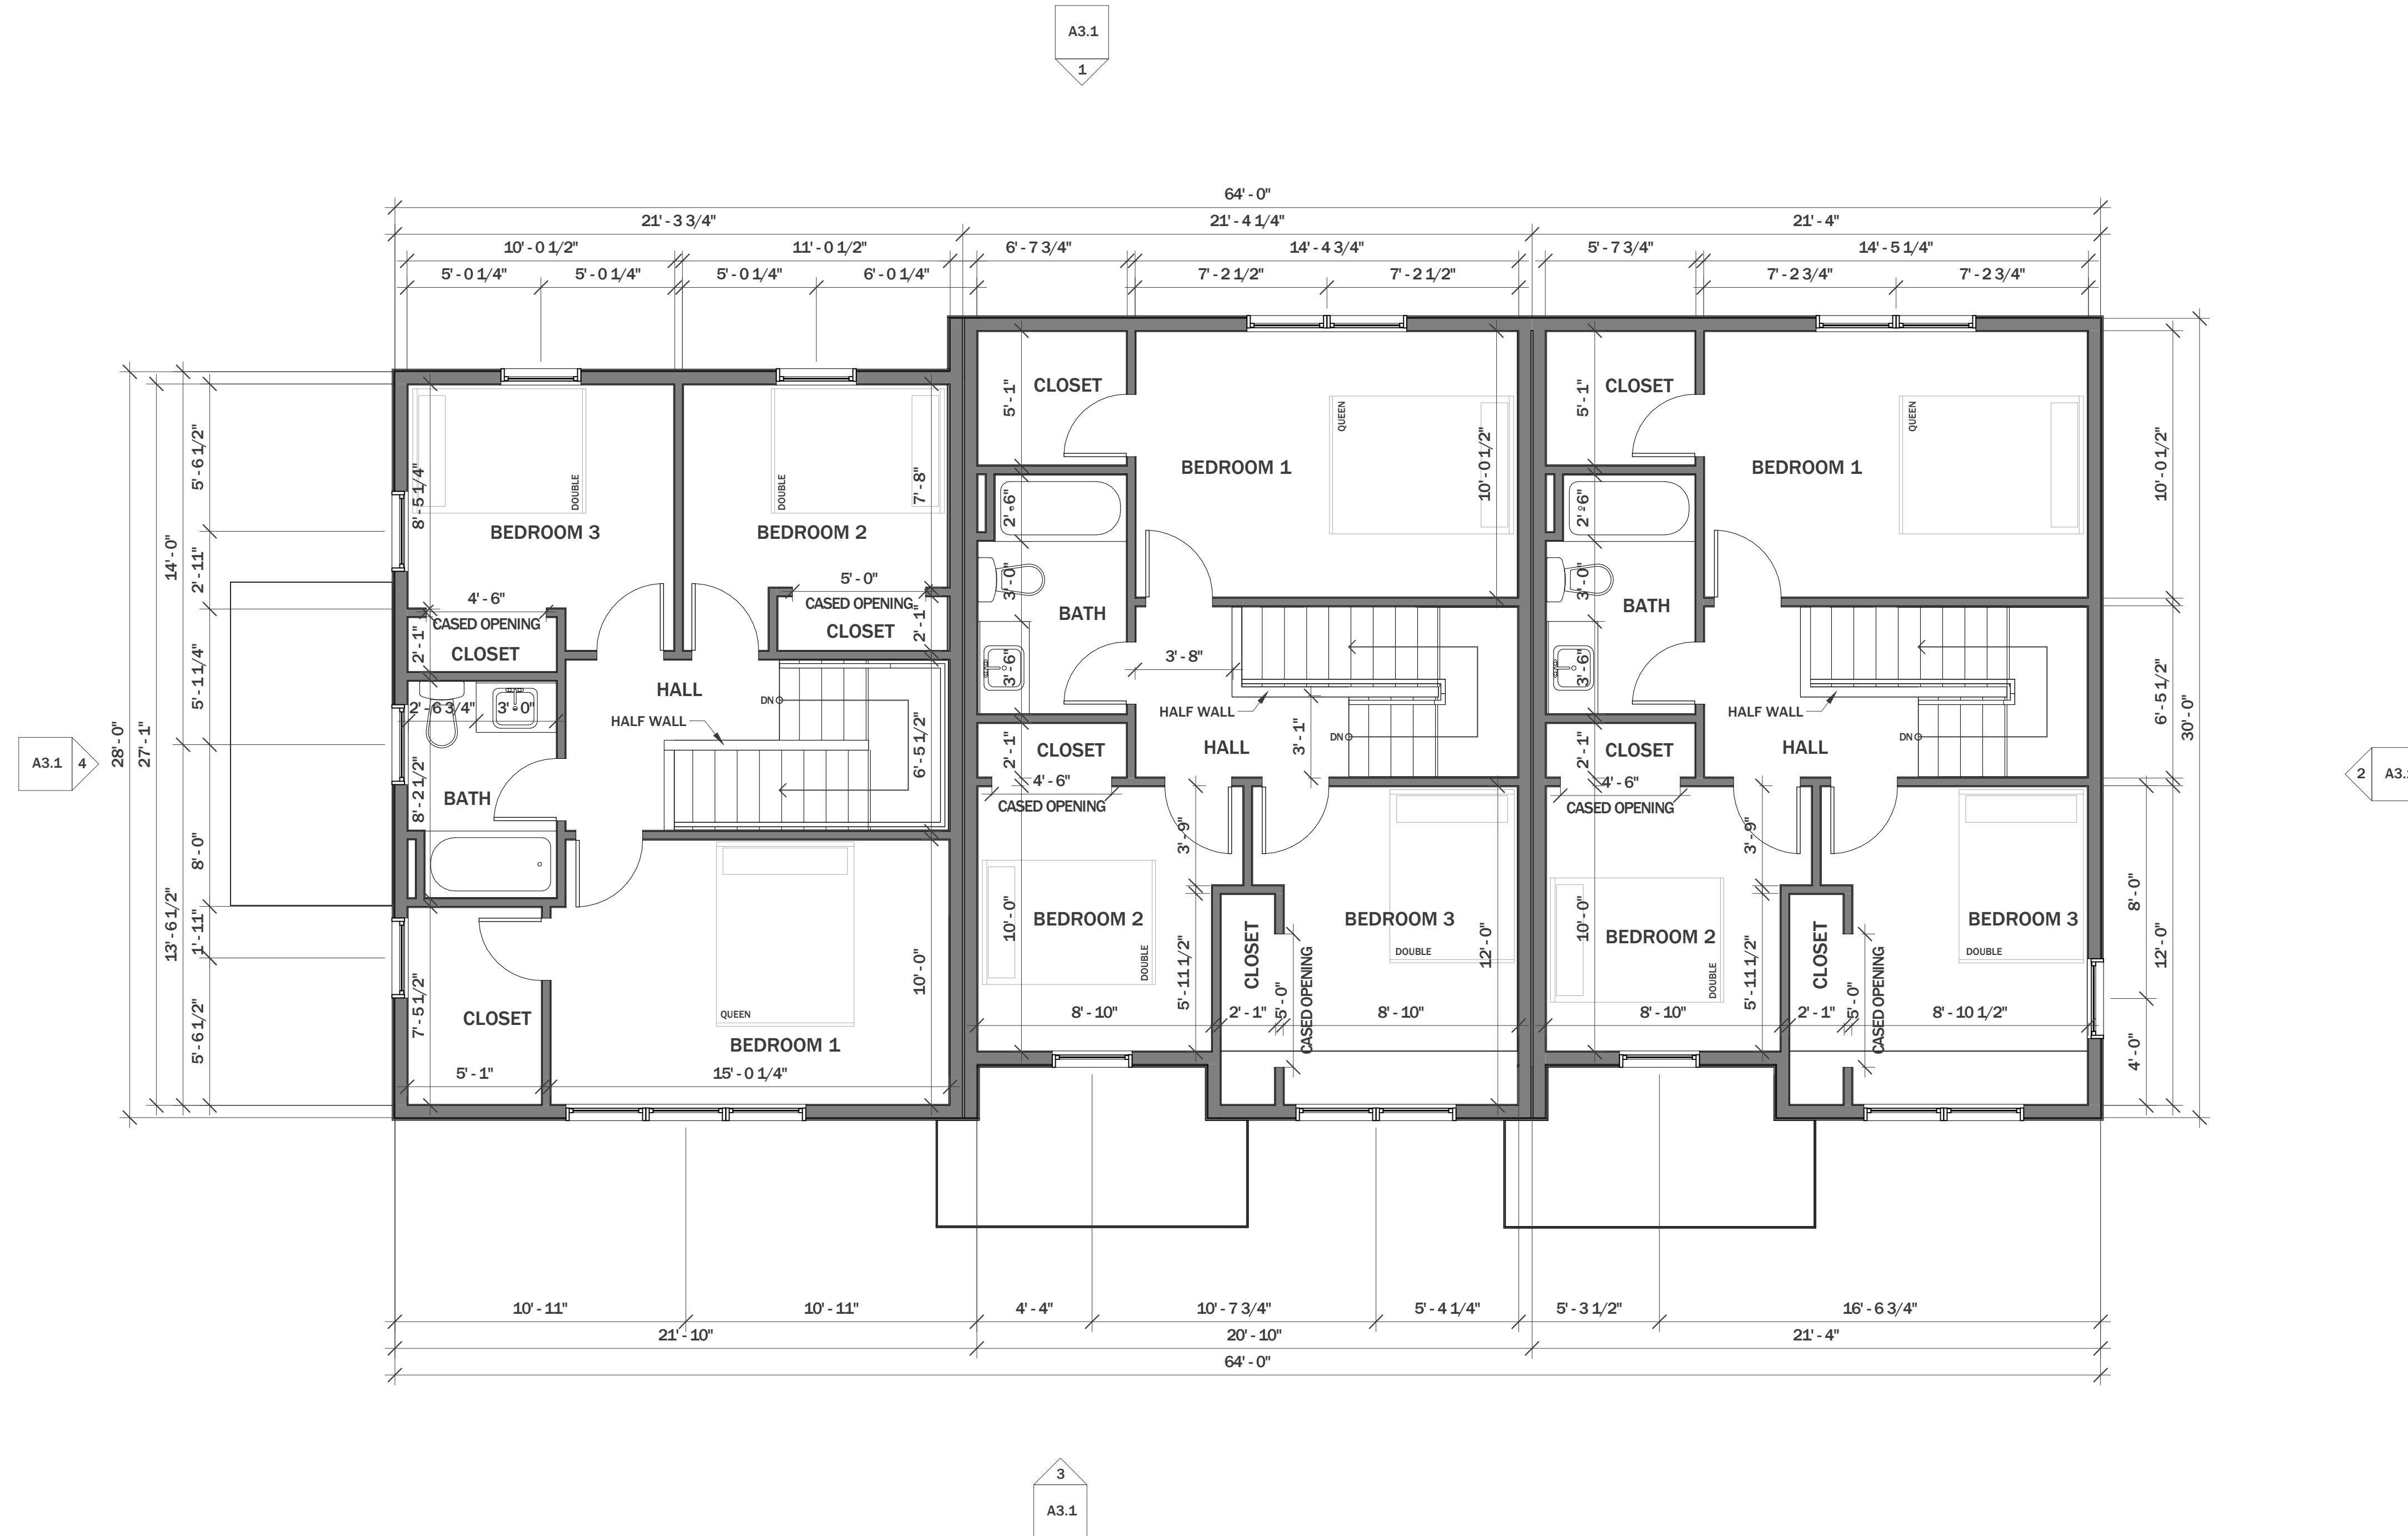 A3.1
1
64' - 0"
21' - 3 3/4"
21' - 4 1/4"
21' - 4"
10' - 0 1/2"
11' - 0 1/2"
6' - 7 3/4"
14' - 4 3/4"
5' - 7 3/4"
14' - 5 1/4"
5' - 0 1/4"
5' - 0 1/4"
5' - 0 1/4"
6' - 0 1/4"
7' - 2 1/2"
7' - 2 1/2"
7' - 2 3/4"
7' - 2 3/4"
28' - 0"
27' - 1"
14' - 0"
13' - 6 1/2"
5' - 6 1/2"
2' - 11"
5' - 1 1/4"
8' - 0"
1' - 11"
5' - 6 1/2"
A3.1
4
8' - 5 1/4"
DOUBLE
BEDROOM 3
4' - 6"
CASED OPENING
2' - 1"
CLOSET
DOUBLE
7' - 8"
BEDROOM 2
5' - 0"
CASED OPENING
CLOSET
2' - 1"
HALL
DN
HALF WALL
6' - 5 1/2"
2' - 6 3/4"
3' - 0"
8' - 2 1/2"
BATH
7' - 5 1/2"
CLOSET
5' - 1"
QUEEN
BEDROOM 1
10' - 0"
15' - 0 1/4"
5' - 1"
CLOSET
QUEEN
BEDROOM 1
10' - 0 1/2"
2' - 6"
3' - 0"
BATH
3' - 6"
3' - 8"
HALF WALL
DN
3' - 1"
HALL
2' - 1"
CLOSET
4' - 6"
CASED OPENING
3' - 9"
10' - 0"
BEDROOM 2
DOUBLE
5' - 11 1/2"
8' - 10"
CLOSET
2' - 1"
5' - 0"
CASED OPENING
BEDROOM 3
DOUBLE
12' - 0"
8' - 10"
5' - 1"
CLOSET
QUEEN
BEDROOM 1
2' - 6"
3' - 0"
BATH
3' - 6"
HALF WALL
DN
HALL
2' - 1"
CLOSET
4' - 6"
CASED OPENING
3' - 9"
10' - 0"
BEDROOM 2
DOUBLE
5' - 11 1/2"
8' - 10"
CLOSET
2' - 1"
5' - 0"
CASED OPENING
BEDROOM 3
DOUBLE
8' - 10 1/2"
10' - 0 1/2"
6' - 5 1/2"
30' - 0"
8' - 0"
12' - 0"
4' - 0"
2
10' - 11"
10' - 11"
4' - 4"
10' - 7 3/4"
5' - 4 1/4"
5' - 3 1/2"
16' - 6 3/4"
21' - 10"
20' - 10"
21' - 4"
64' - 0"
3
A3.1